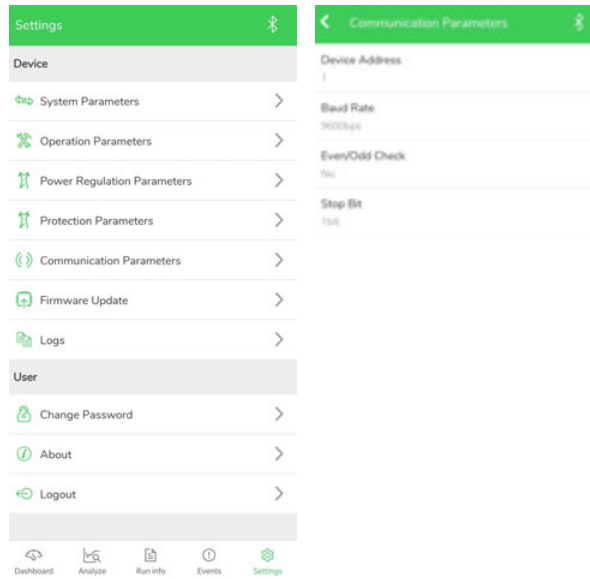 Settings
Device
System Parameters
Operation Parameters
Power Regulation Parameters
Protection Parameters
Communication Parameters
Firmware Update
Logs
User
Change Password
About
Logout
Dashboard Analyze Run info Events Settings
Communication Parameters
Device Address
1
Baud Rate
9600bps
Even/Odd Check
No
Stop Bit
1bit